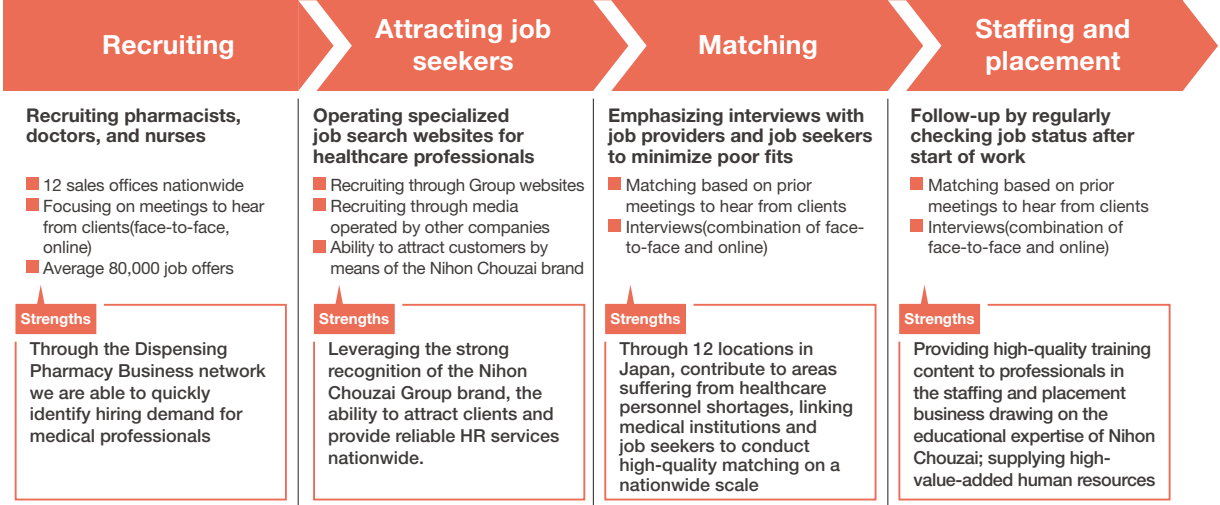 Recruiting
Recruiting pharmacists,
doctors, and nurses
12 sales offices nationwide
Focusing on meetings to hear
from clients(face-to-face,
online)
Average 80,000 job offers
Strengths
Through the Dispensing
Pharmacy Business network
we are able to quickly
identify hiring demand for
medical professionals
Attracting job
seekers
Operating specialized
job search websites for
healthcare professionals
Recruiting through Group websites
Recruiting through media
operated by other companies
Ability to attract customers by
means of the Nihon Chouzai brand
Strengths
Leveraging the strong
recognition of the Nihon
Chouzai Group brand, the
ability to attract clients and
provide reliable HR services
nationwide.
Matching
Emphasizing interviews with
job providers and job seekers
to minimize poor fits
Matching based on prior
meetings to hear from clients
Interviews(combination of face-
to-face and online)
Strengths
Through 12 locations in
Japan, contribute to areas
suffering from healthcare
personnel shortages, linking
medical institutions and
job seekers to conduct
high-quality matching on a
nationwide scale
Staffing and
placement
Follow-up by regularly
checking job status after
start of work
Matching based on prior
meetings to hear from clients
Interviews(combination of
face-to-face and online)
Strengths
Providing high-quality training
content to professionals in
the staffing and placement
business drawing on the
educational expertise of Nihon
Chouzai; supplying high-
value-added human resources